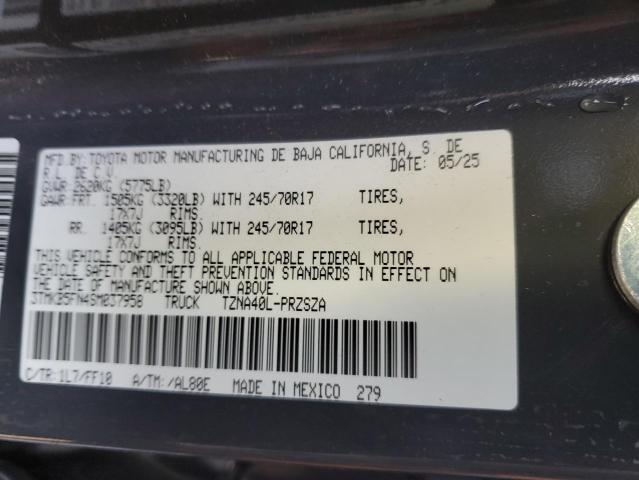 MFD.BY:TOYOTA MOTOR MANUFACTURING DE BAJA CALIFORNIA, S. DE
R.L. DE C.V. DATE: 05/25
GVWR 2620KG (5775LB)
GAWR:FRT. 1505KG (3320LB) WITH 245/70R17 TIRES,
17X7J RIMS.
RR. 1405KG (3095LB) WITH 245/70R17 TIRES,
17X7J RIMS.
THIS VEHICLE CONFORMS TO ALL APPLICABLE FEDERAL MOTOR
VEHICLE SAFETY AND THEFT PREVENTION STANDARDS IN EFFECT ON
THE DATE OF MANUFACTURE SHOWN ABOVE.
3TMKB5FN4SM037958 TRUCK TZNA40L-PRZSZA
C/TR:1L7/FF10 A/TM:/AL80E MADE IN MEXICO 279